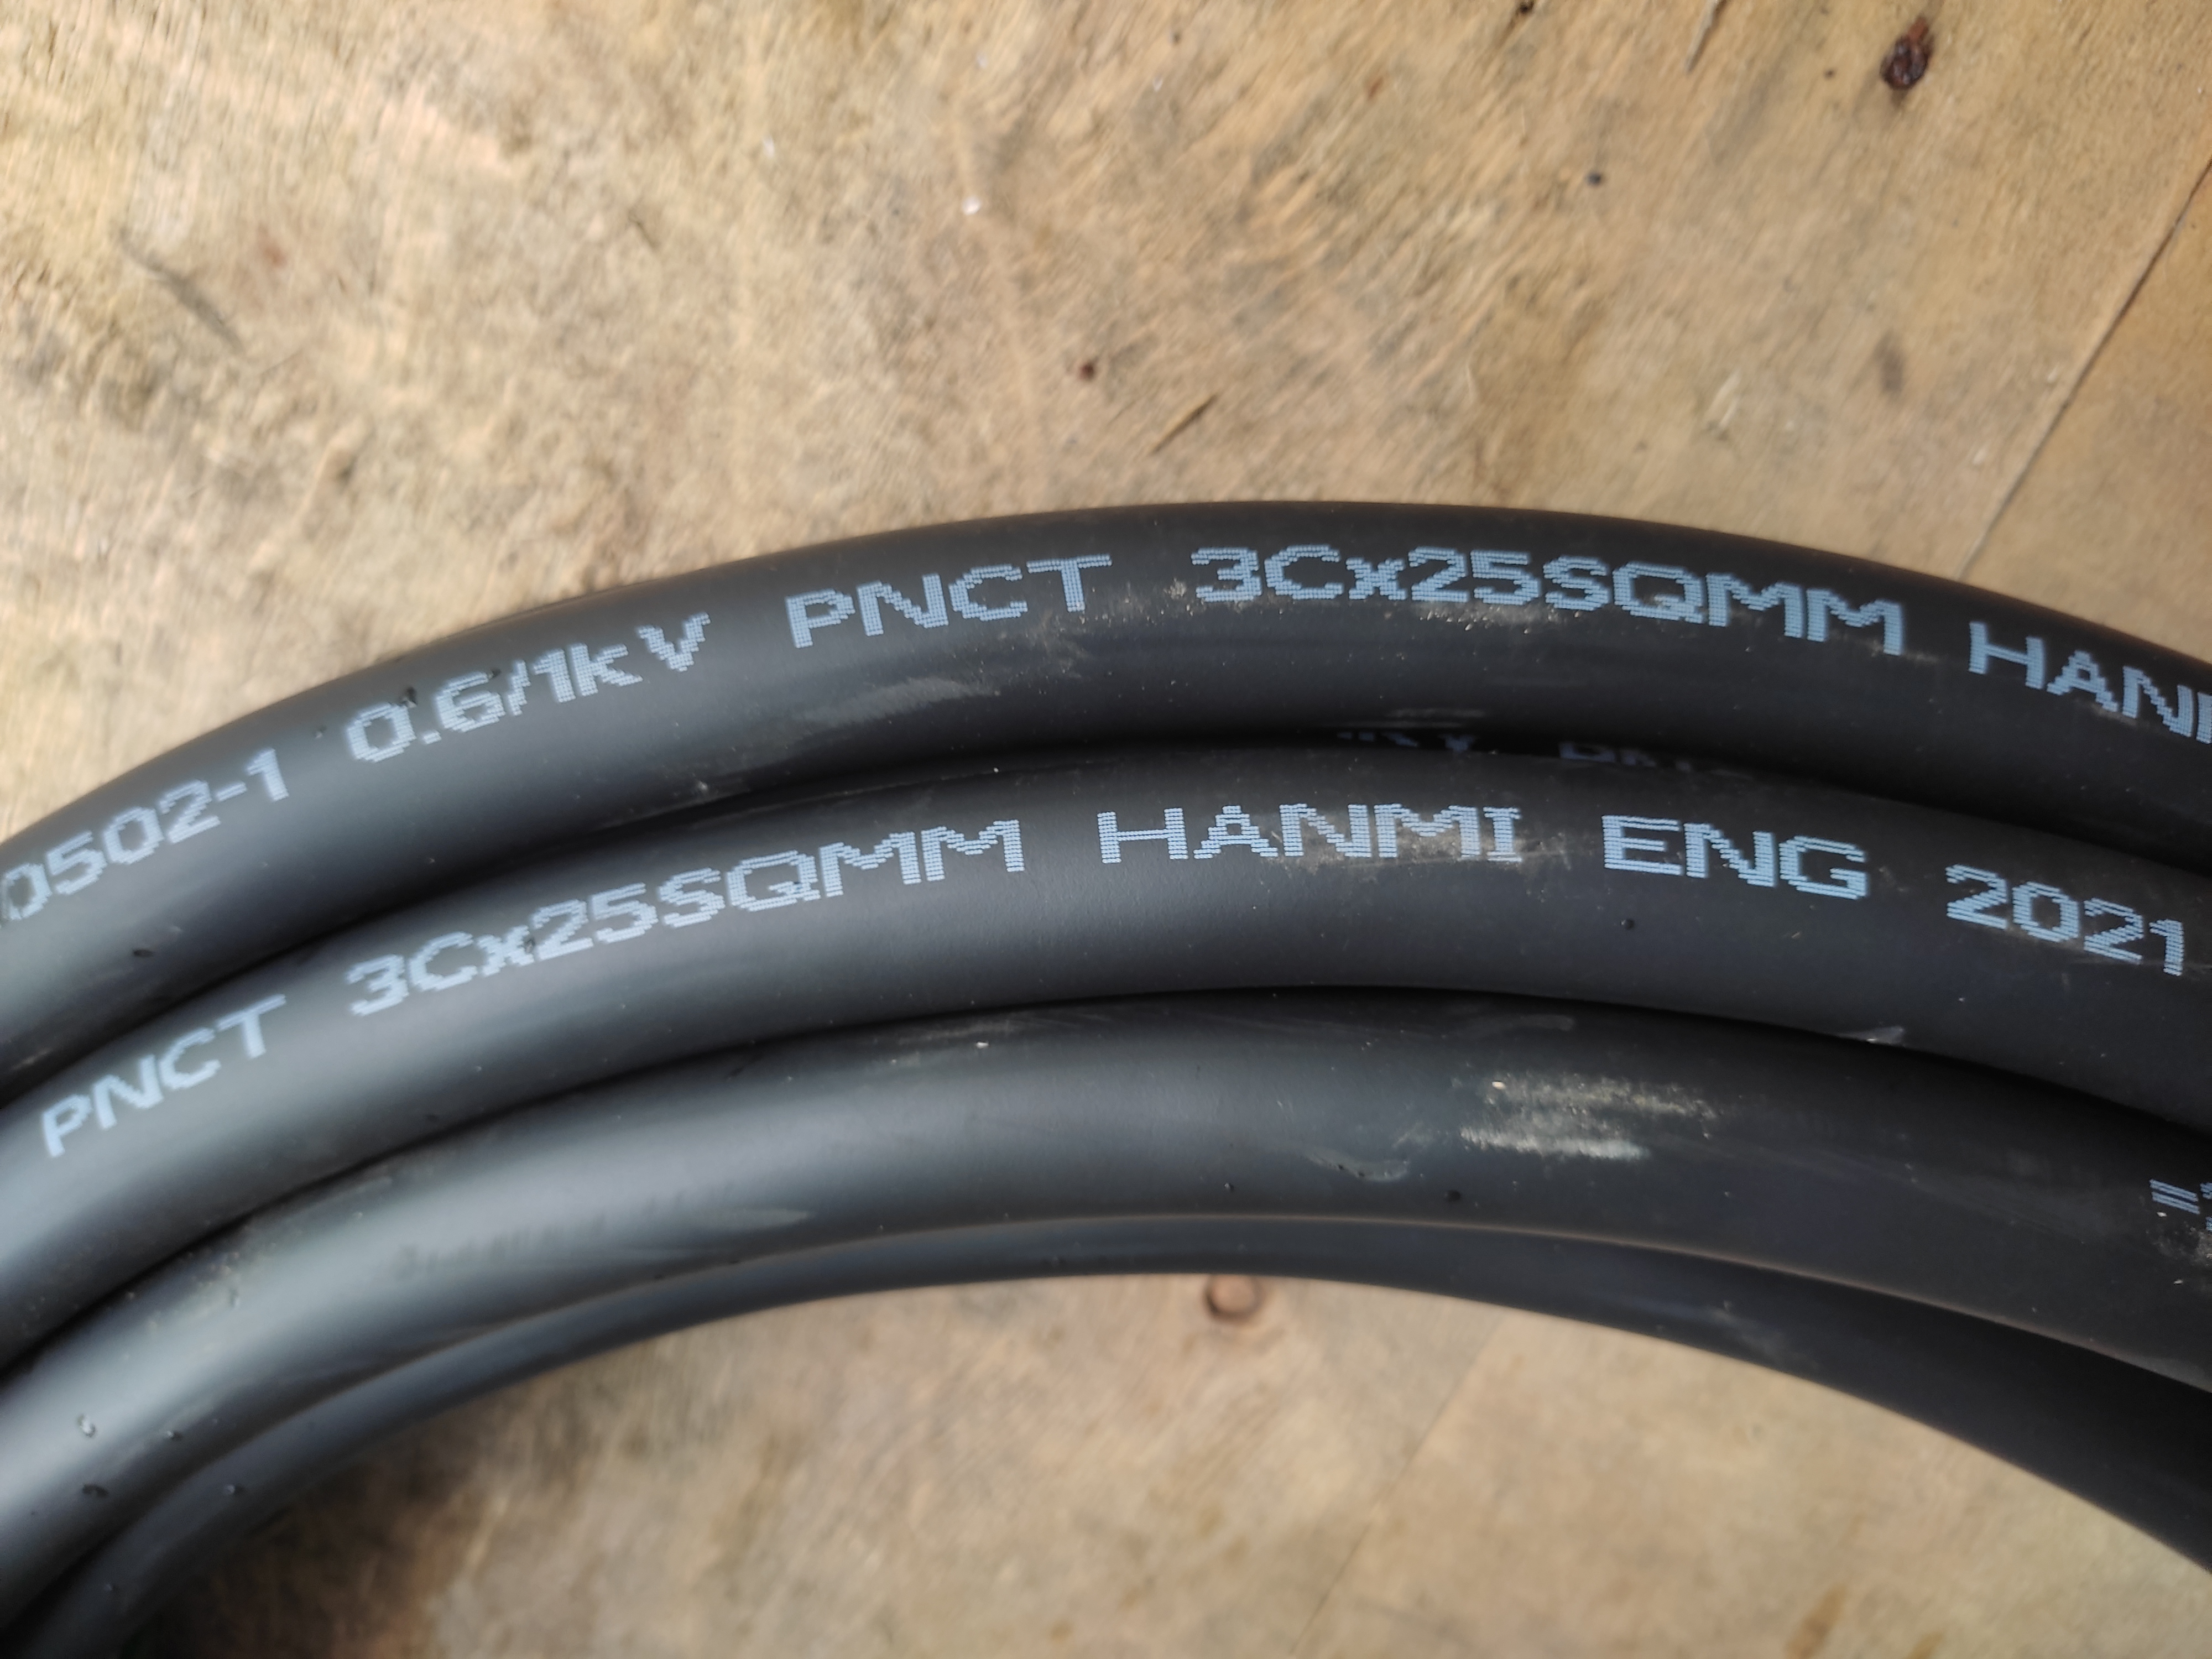 0502-1 0.6/1kV PNCT 3Cx25SQMM HAN
PNCT 3Cx25SQMM HANMI ENG 2021